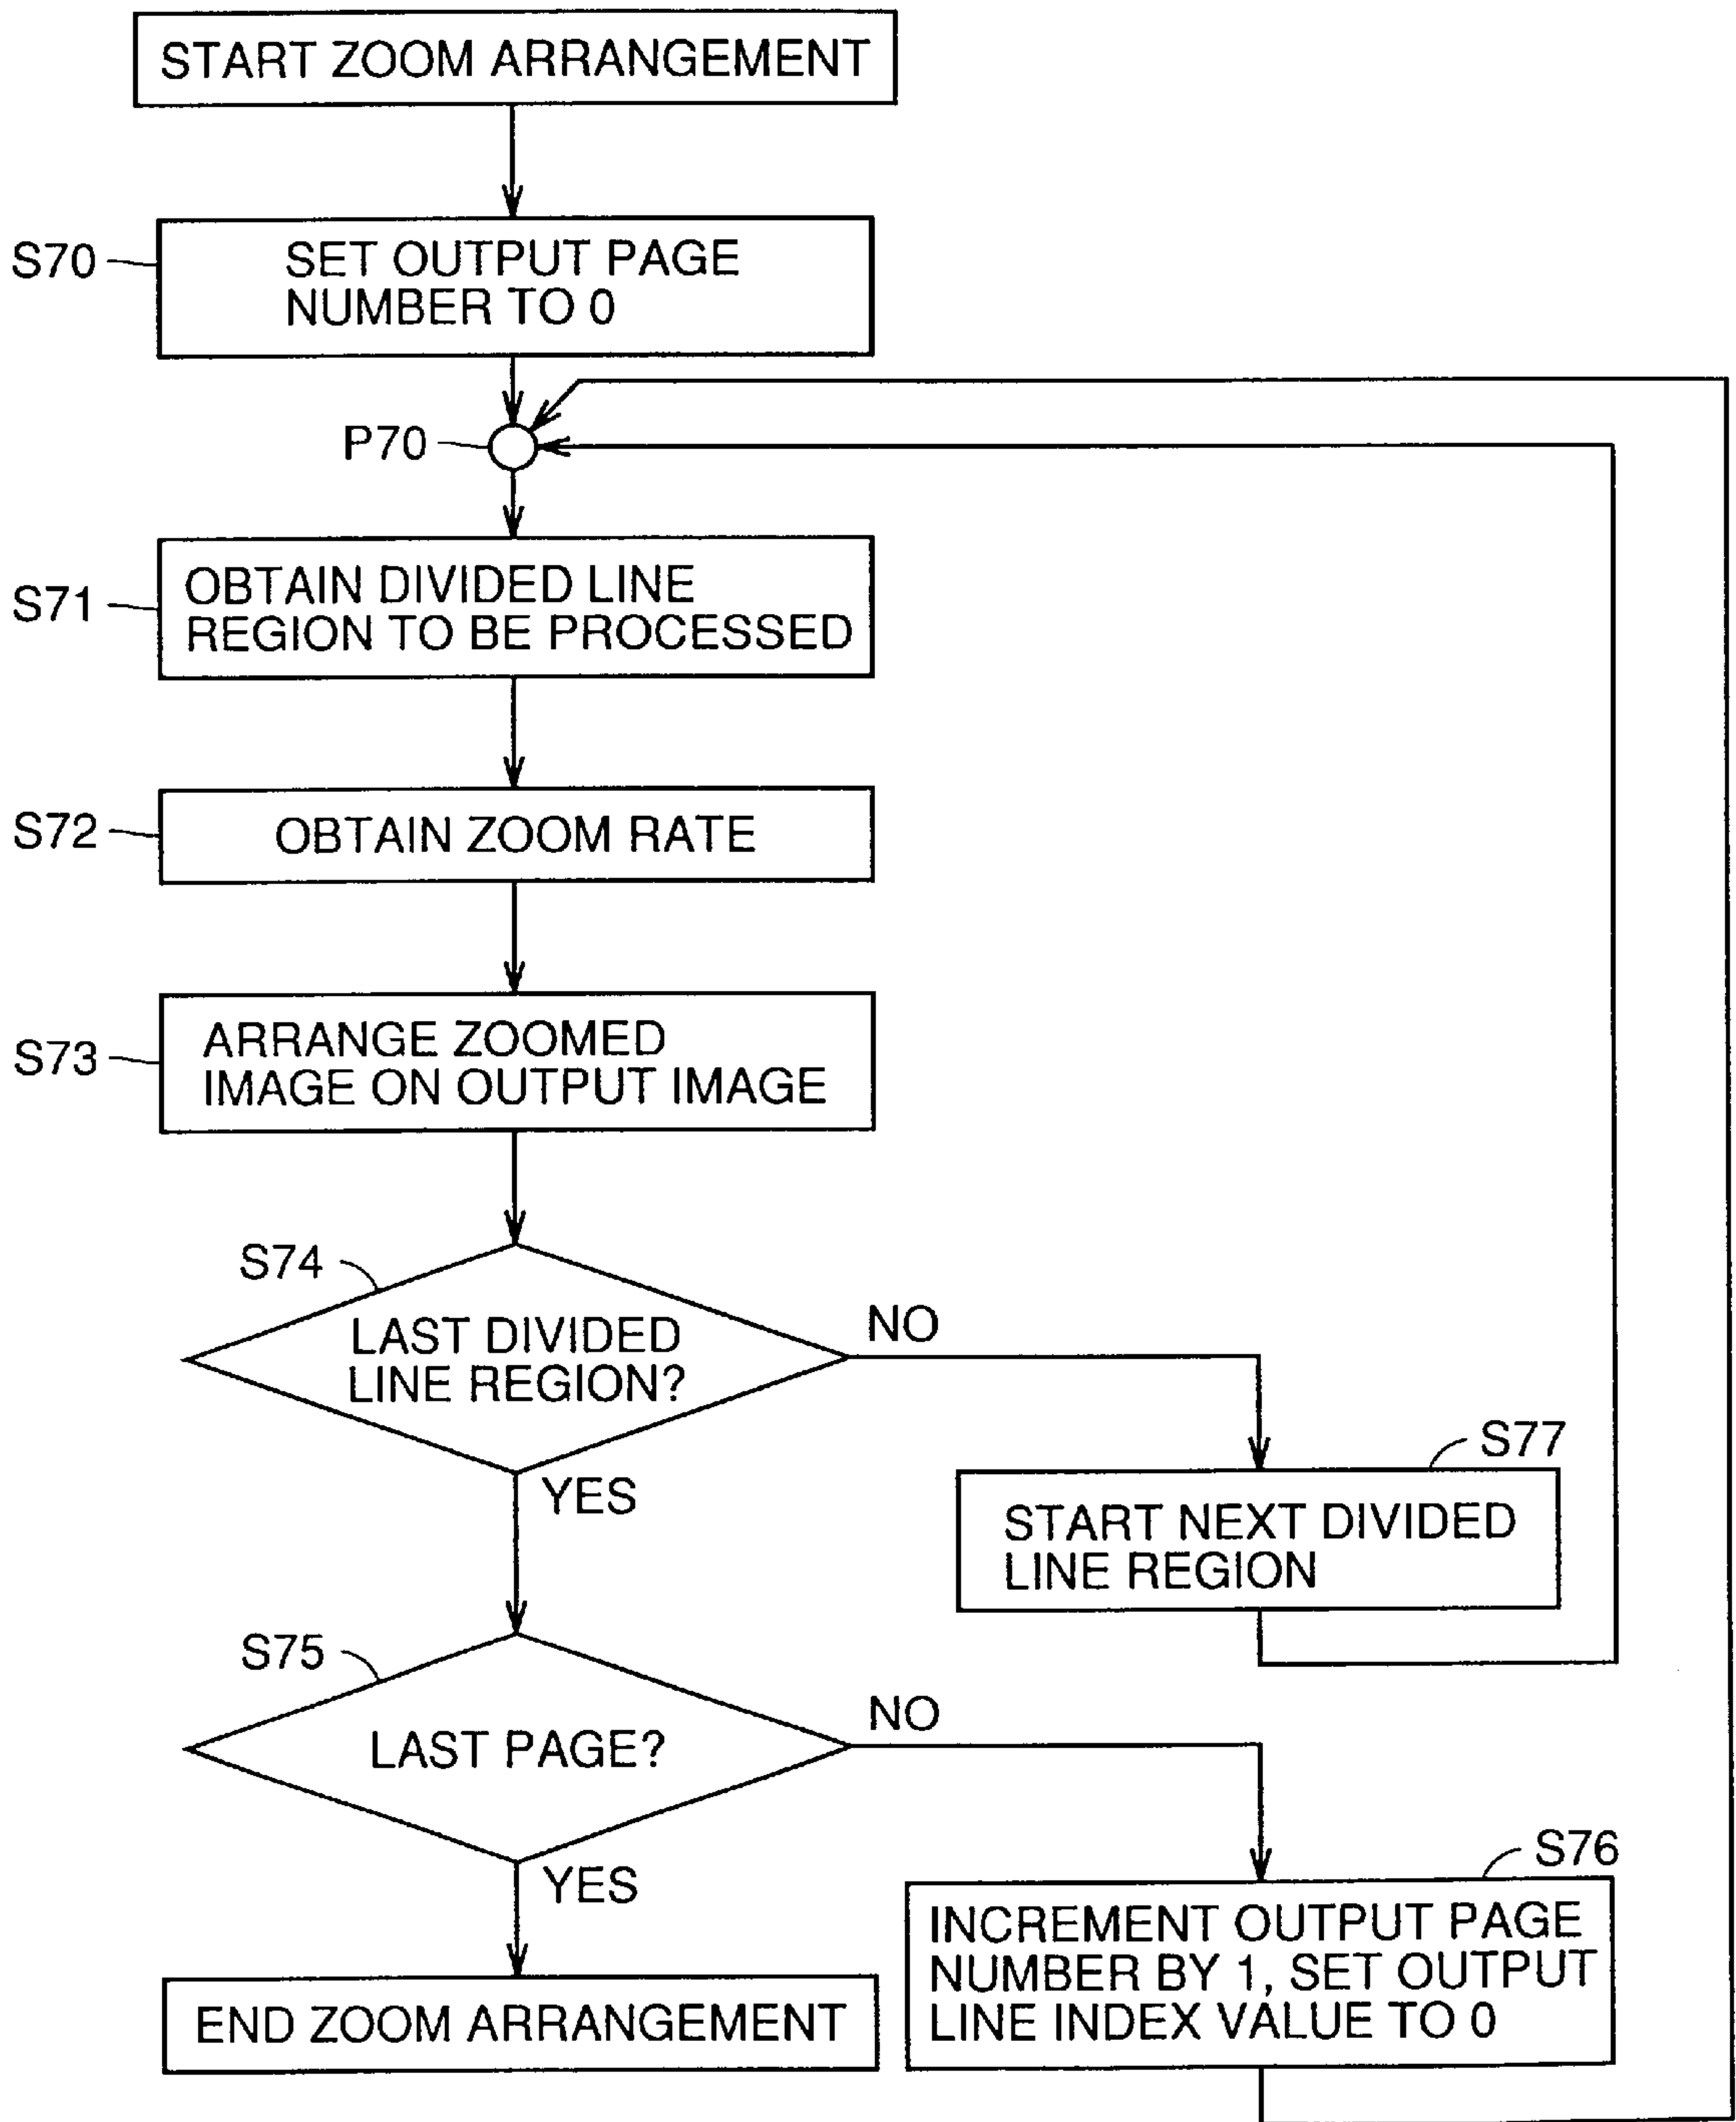 START ZOOM ARRANGEMENT
S70
SET OUTPUT PAGE
NUMBER TO 0
P70
S71
OBTAIN DIVIDED LINE
REGION TO BE PROCESSED
S72
OBTAIN ZOOM RATE
S73
ARRANGE ZOOMED
IMAGE ON OUTPUT IMAGE
S74
LAST DIVIDED
LINE REGION?
NO
YES
S77
START NEXT DIVIDED
LINE REGION
S75
LAST PAGE?
NO
YES
S76
INCREMENT OUTPUT PAGE
NUMBER BY 1, SET OUTPUT
LINE INDEX VALUE TO 0
END ZOOM ARRANGEMENT